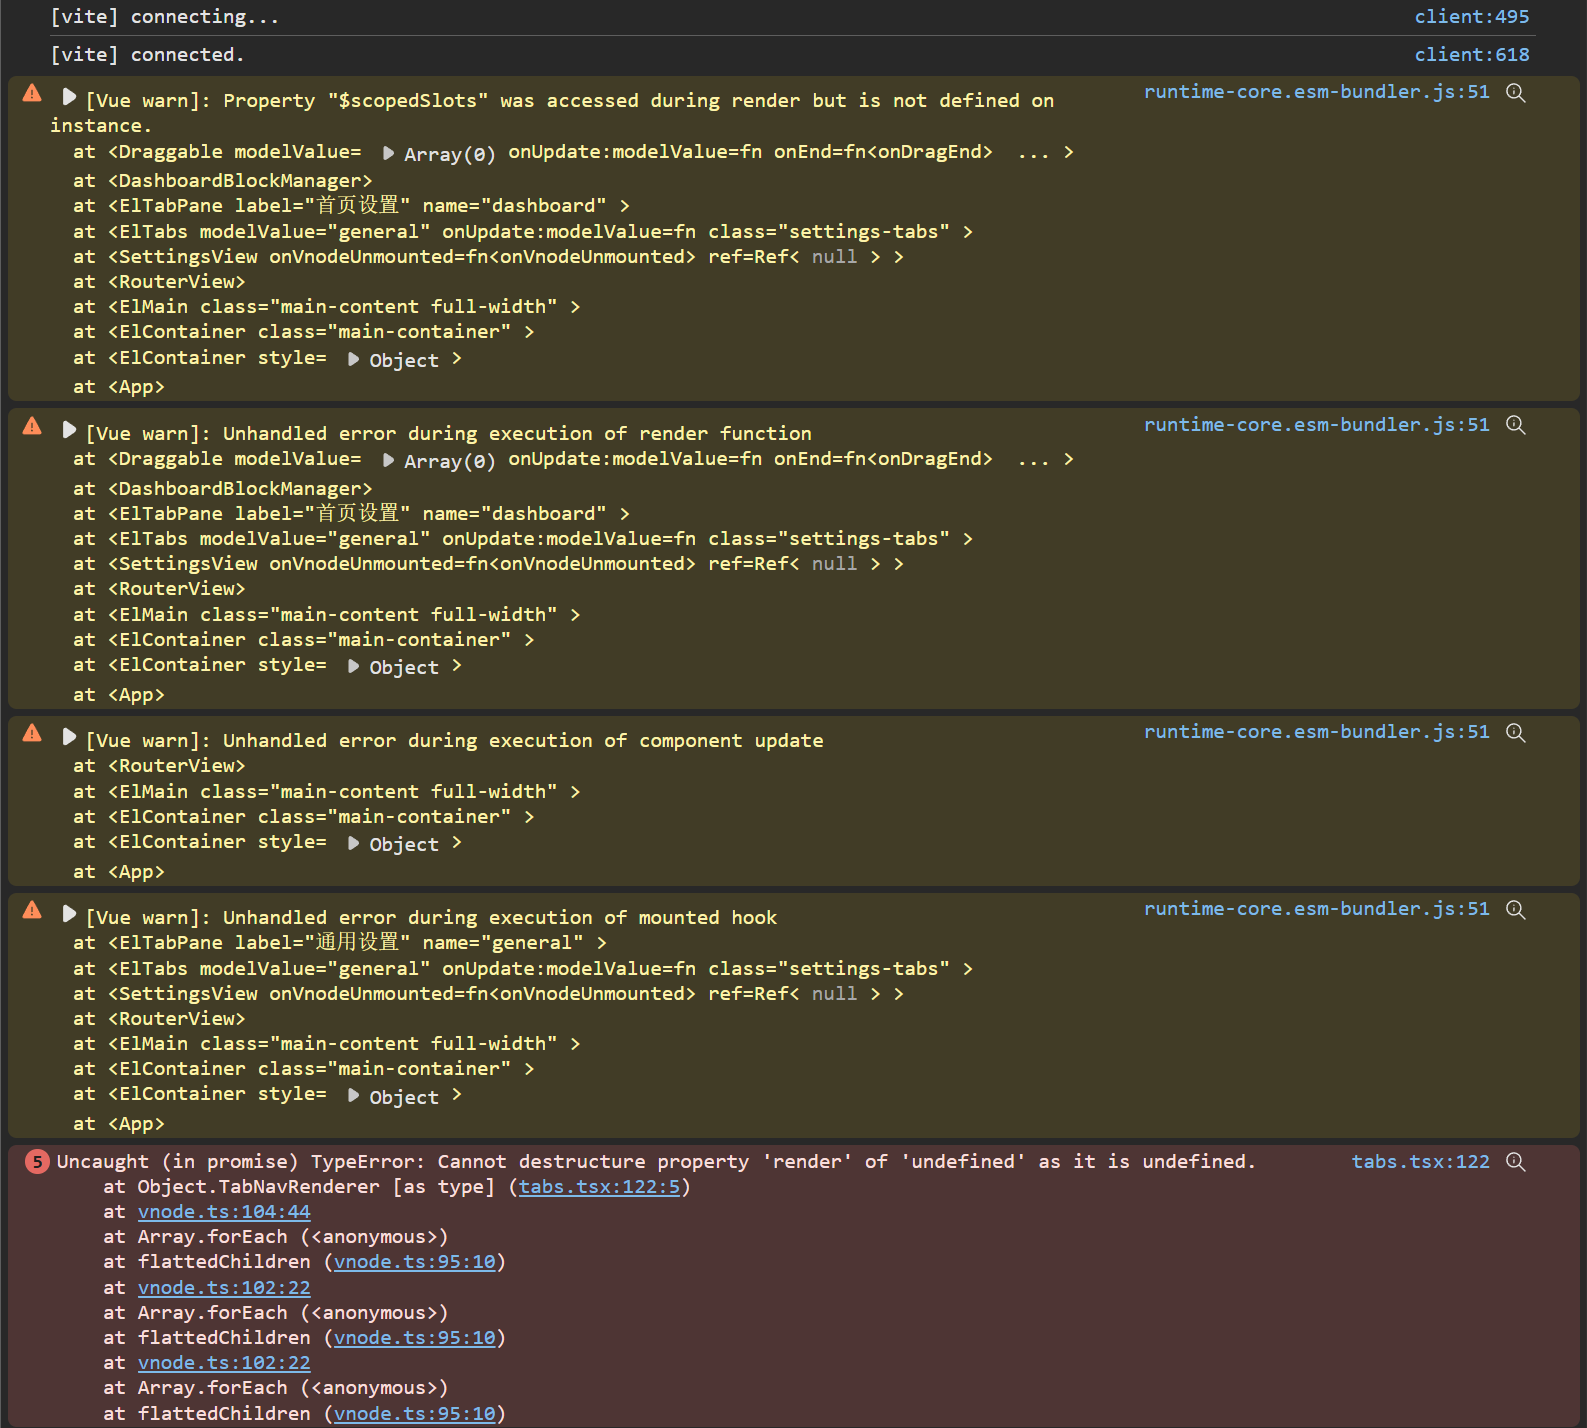 [vite] connecting... client:495
[vite] connected. client:618
[Vue warn]: Property "$scopedSlots" was accessed during render but is not defined on runtime-core.esm-bundler.js:51
instance.
at <Draggable modelValue= ▶ Array(0) onUpdate:modelValue=fn onEnd=fn<onDragEnd> ... >
at <DashboardBlockManager>
at <ElTabPane label="首页设置" name="dashboard" >
at <ElTabs modelValue="general" onUpdate:modelValue=fn class="settings-tabs" >
at <SettingsView onVnodeUnmounted=fn<onVnodeUnmounted> ref=Ref< null > >
at <RouterView>
at <ElMain class="main-content full-width" >
at <ElContainer class="main-container" >
at <ElContainer style= ▶ Object >
at <App>
[Vue warn]: Unhandled error during execution of render function runtime-core.esm-bundler.js:51
at <Draggable modelValue= ▶ Array(0) onUpdate:modelValue=fn onEnd=fn<onDragEnd> ... >
at <DashboardBlockManager>
at <ElTabPane label="首页设置" name="dashboard" >
at <ElTabs modelValue="general" onUpdate:modelValue=fn class="settings-tabs" >
at <SettingsView onVnodeUnmounted=fn<onVnodeUnmounted> ref=Ref< null > >
at <RouterView>
at <ElMain class="main-content full-width" >
at <ElContainer class="main-container" >
at <ElContainer style= ▶ Object >
at <App>
[Vue warn]: Unhandled error during execution of component update runtime-core.esm-bundler.js:51
at <RouterView>
at <ElMain class="main-content full-width" >
at <ElContainer class="main-container" >
at <ElContainer style= ▶ Object >
at <App>
[Vue warn]: Unhandled error during execution of mounted hook runtime-core.esm-bundler.js:51
at <ElTabPane label="通用设置" name="general" >
at <ElTabs modelValue="general" onUpdate:modelValue=fn class="settings-tabs" >
at <SettingsView onVnodeUnmounted=fn<onVnodeUnmounted> ref=Ref< null > >
at <RouterView>
at <ElMain class="main-content full-width" >
at <ElContainer class="main-container" >
at <ElContainer style= ▶ Object >
at <App>
5 Uncaught (in promise) TypeError: Cannot destructure property 'render' of 'undefined' as it is undefined. tabs.tsx:122
at Object.TabNavRenderer [as type] (tabs.tsx:122:5)
at vnode.ts:104:44
at Array.forEach (<anonymous>)
at flattedChildren (vnode.ts:95:10)
at vnode.ts:102:22
at Array.forEach (<anonymous>)
at flattedChildren (vnode.ts:95:10)
at vnode.ts:102:22
at Array.forEach (<anonymous>)
at flattedChildren (vnode.ts:95:10)